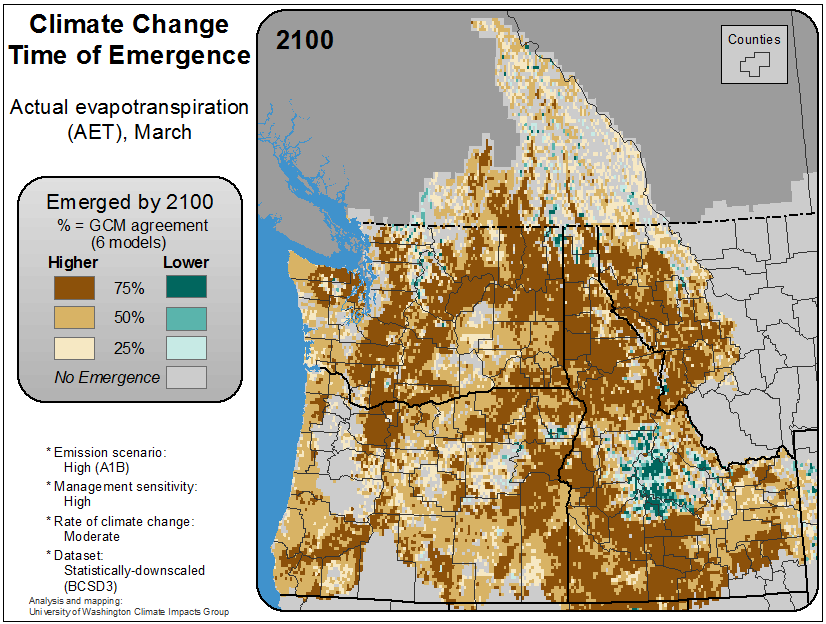 Climate Change
Time of Emergence
Actual evapotranspiration
(AET), March
Emerged by 2100
% = GCM agreement
(6 models)
Higher Lower
75%
50%
25%
No Emergence
* Emission scenario:
High (A1B)
* Management sensitivity:
High
* Rate of climate change:
Moderate
* Dataset:
Statistically-downscaled
(BCSD3)
Analysis and mapping:
University of Washington Climate Impacts Group
2100
Counties